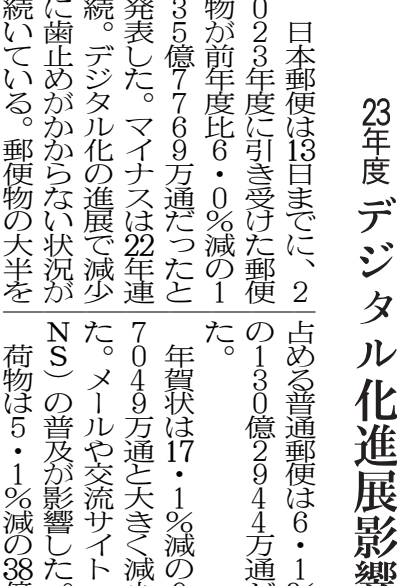 23年度 デジタル化進展影響
日本郵便は13日までに、2
023年度に引き受けた郵便
物が前年度比6・0%減の1
35億7769万通だったと
発表した。マイナスは22年連
続。デジタル化の進展で減少
に歯止めがかからない状況が
続いている。郵便物の大半を
占める普通郵便は6・1%
の130億2944万通だ
た。
年賀状は17・1%減の
7049万通と大きく減
た。メールや交流サイト
NS）の普及が影響した。
荷物は5・1%減の38億